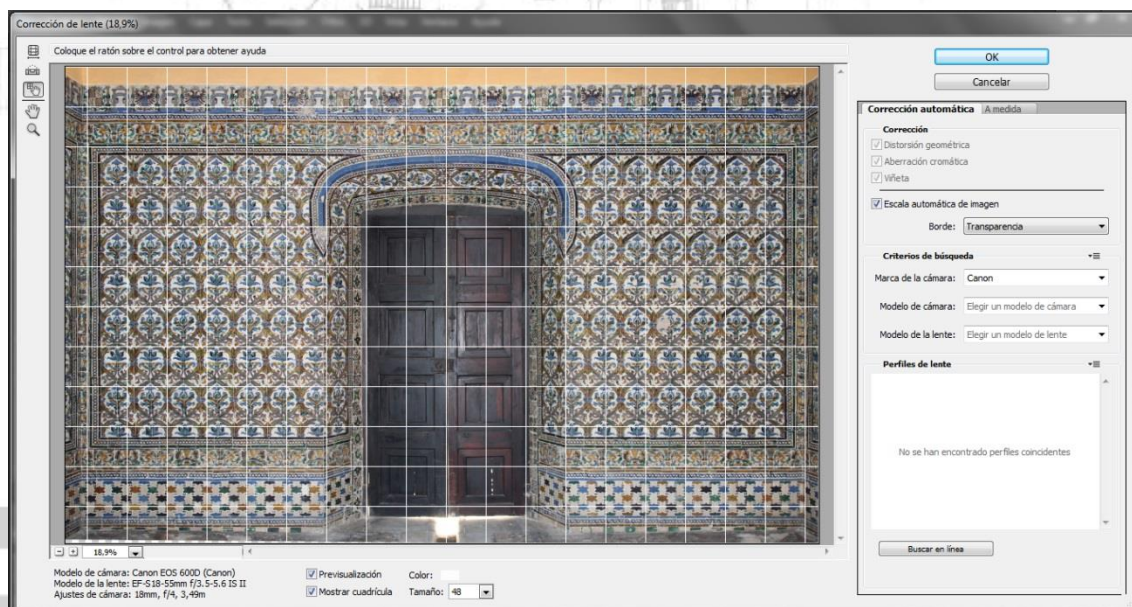 Corrección de lente (18,9%)
Coloque el ratón sobre el control para obtener ayuda
OK
Cancelar
Corrección automática A medida
Corrección
Distorsión geométrica
Aberración cromática
Viñeta
Escala automática de imagen
Borde: Transparencia
Criterios de búsqueda
Marca de la cámara: Canon
Modelo de cámara: Elegir un modelo de cámara
Modelo de la lente: Elegir un modelo de lente
Perfiles de lente
No se han encontrado perfiles coincidentes
Buscar en línea
18,9%
Modelo de cámara: Canon EOS 600D (Canon)
Modelo de la lente: EF-S18-55mm f/3.5-5.6 IS II
Ajustes de cámara: 18mm, f/4, 3,49m
Previsualización Color:
Mostrar cuadrícula Tamaño: 48